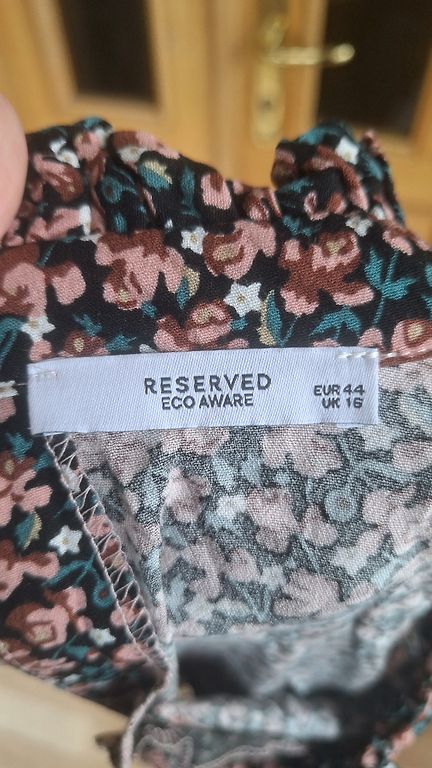 RESERVED
ECO AWARE
EUR 44
UK 16